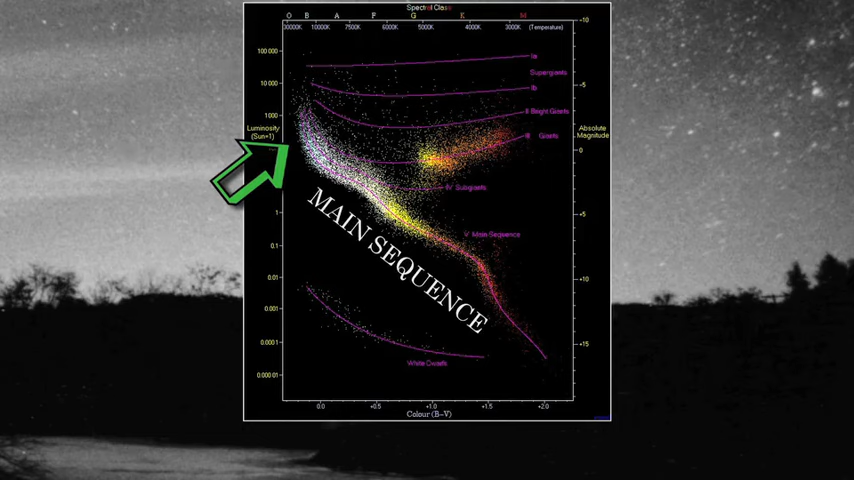 Spectral Class
O B A F G K M
30000K 10000K 7500K 6000K 5000K 4000K 3000K (Temperature)
-10
100 000
Ia
Supergiants
10 000
Ib
-5
1000
II Bright Giants
Luminosity
(Sun=1)
Absolute
Magnitude
III Giants
0
IV Subgiants
MAIN SEQUENCE
1
+5
V Main Sequence
0.1
0.01
+10
0.001
0.0001
+15
White Dwarfs
0.000 01
0.0 +0.5 +1.0 +1.5 +2.0
Colour (B-V)